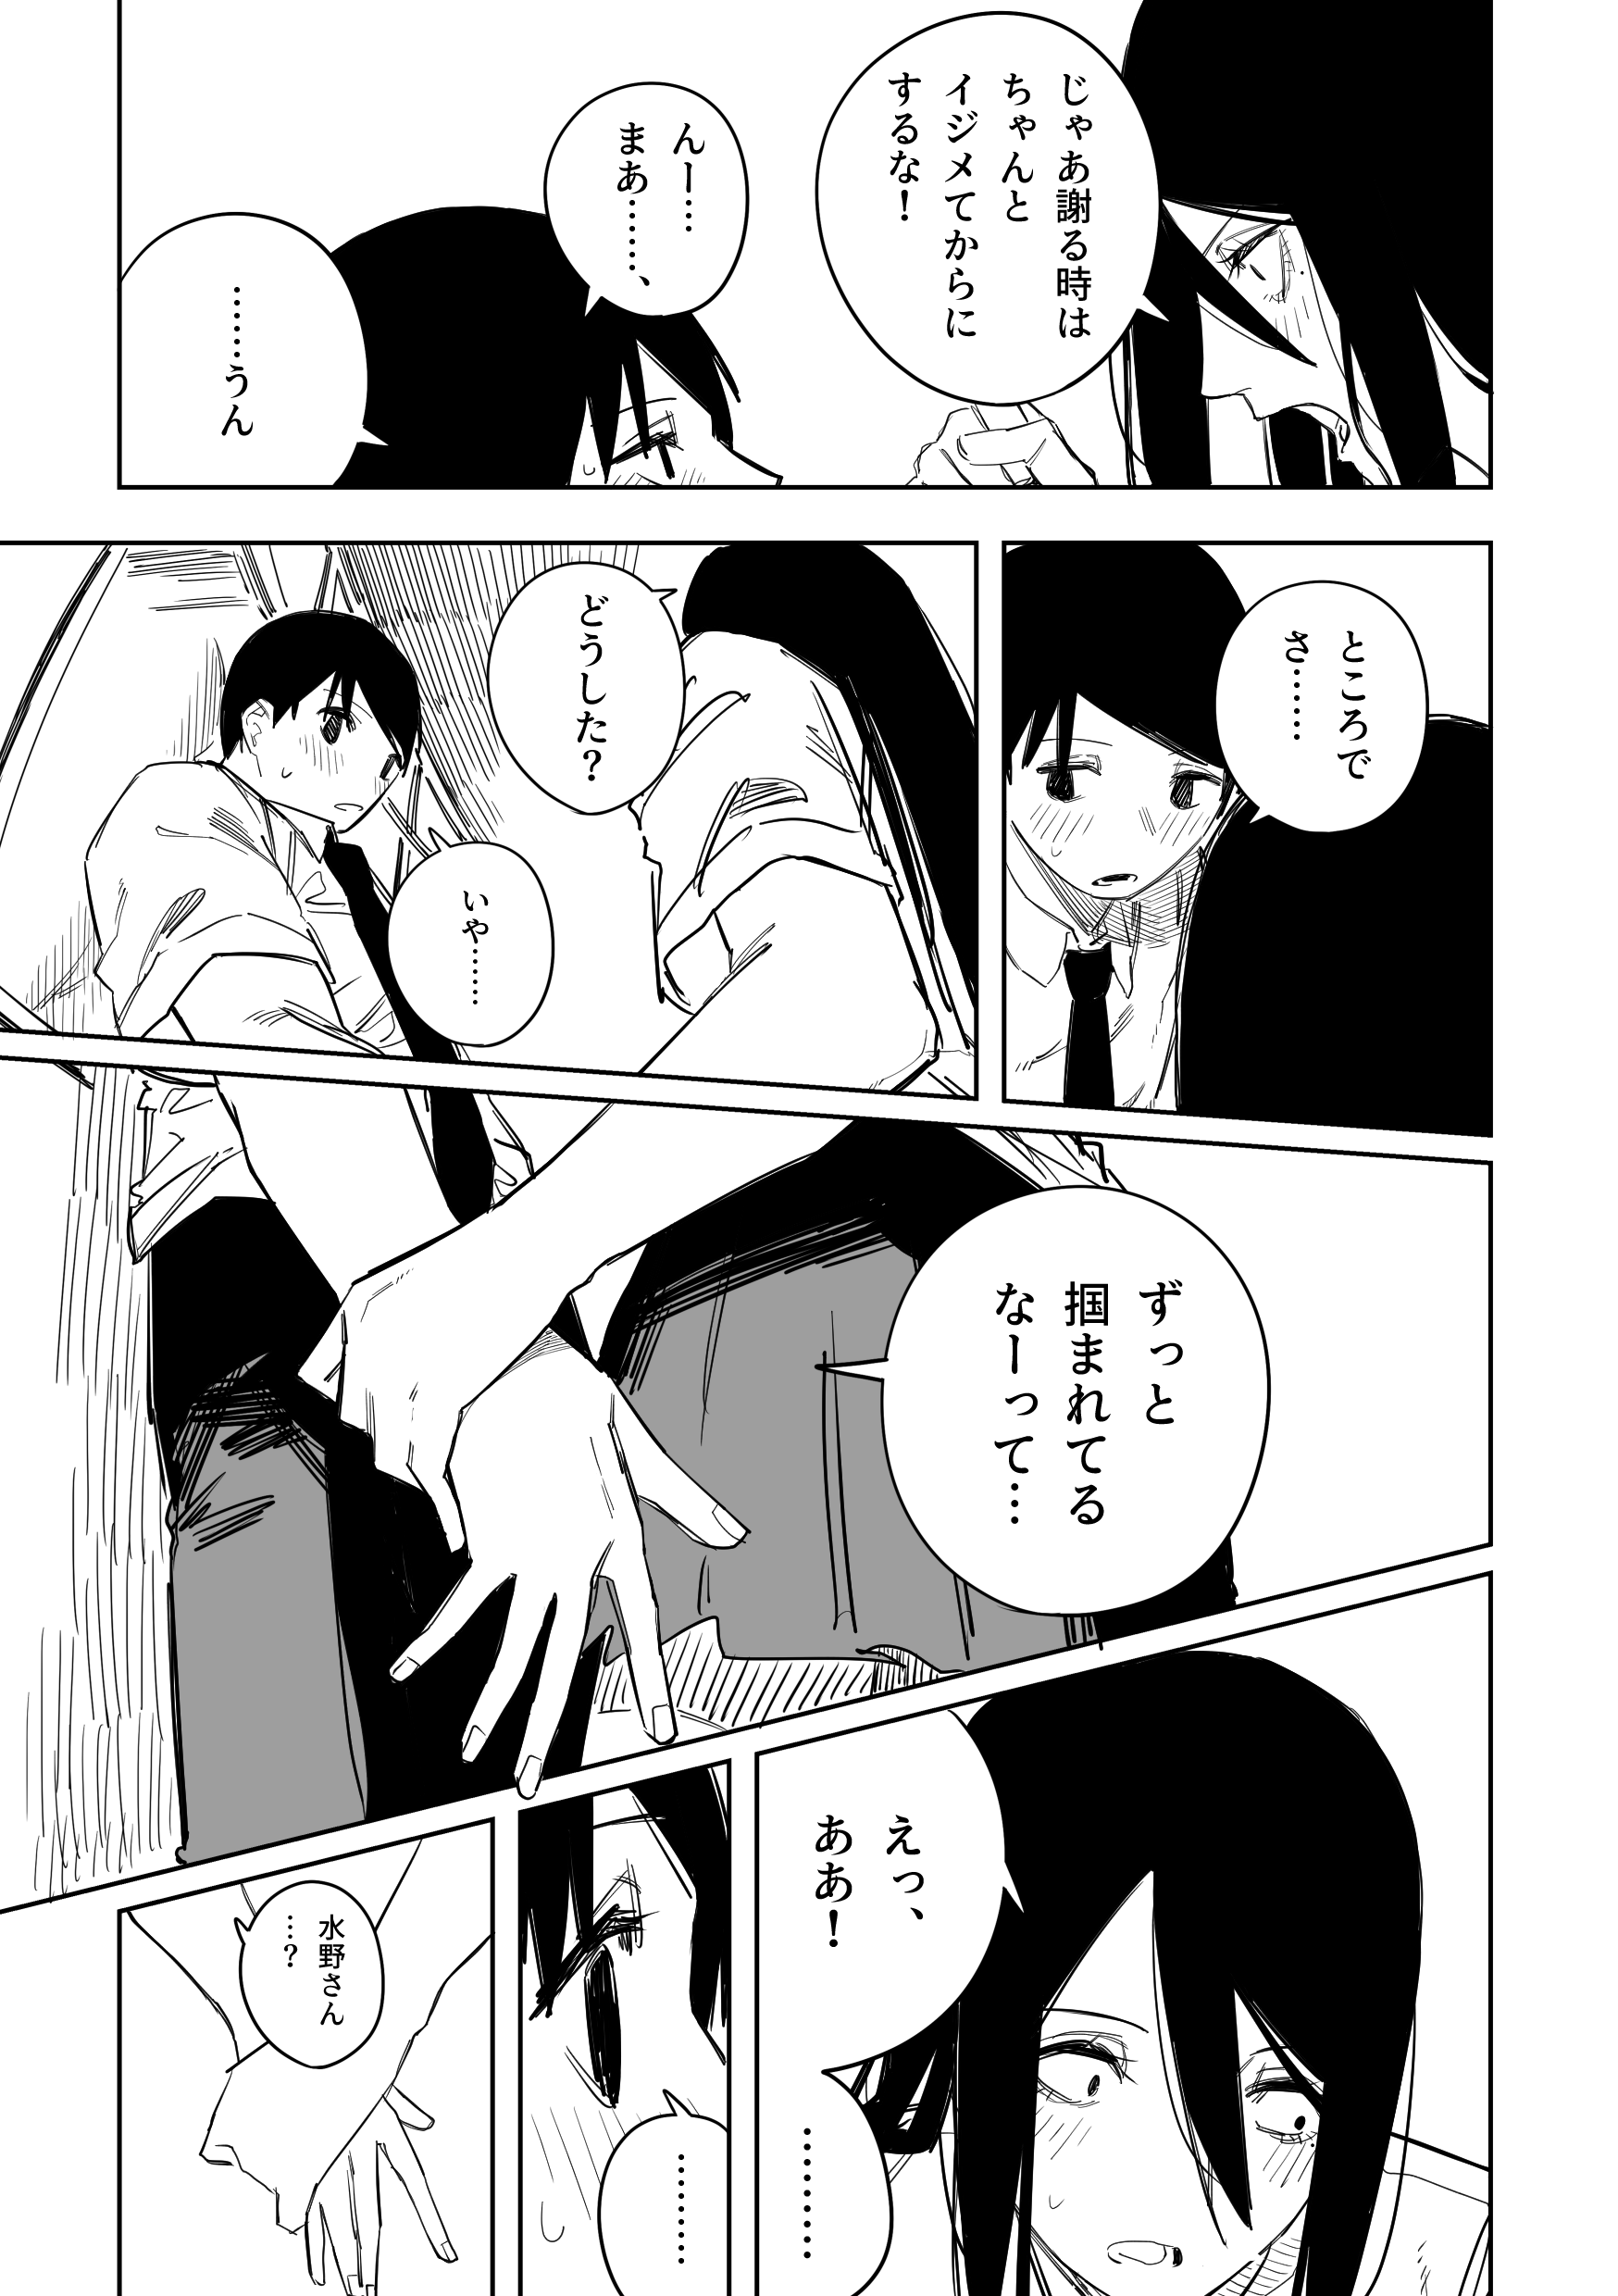 じゃあ謝る時は
ちゃんと
イジメてからに
するな！
んー…
まあ………、
………うん
ところで
さ……
どうした？
いや……
ずっと
掴まれてる
なーって…
えっ、
ああ！
………
………
水野さん
…？